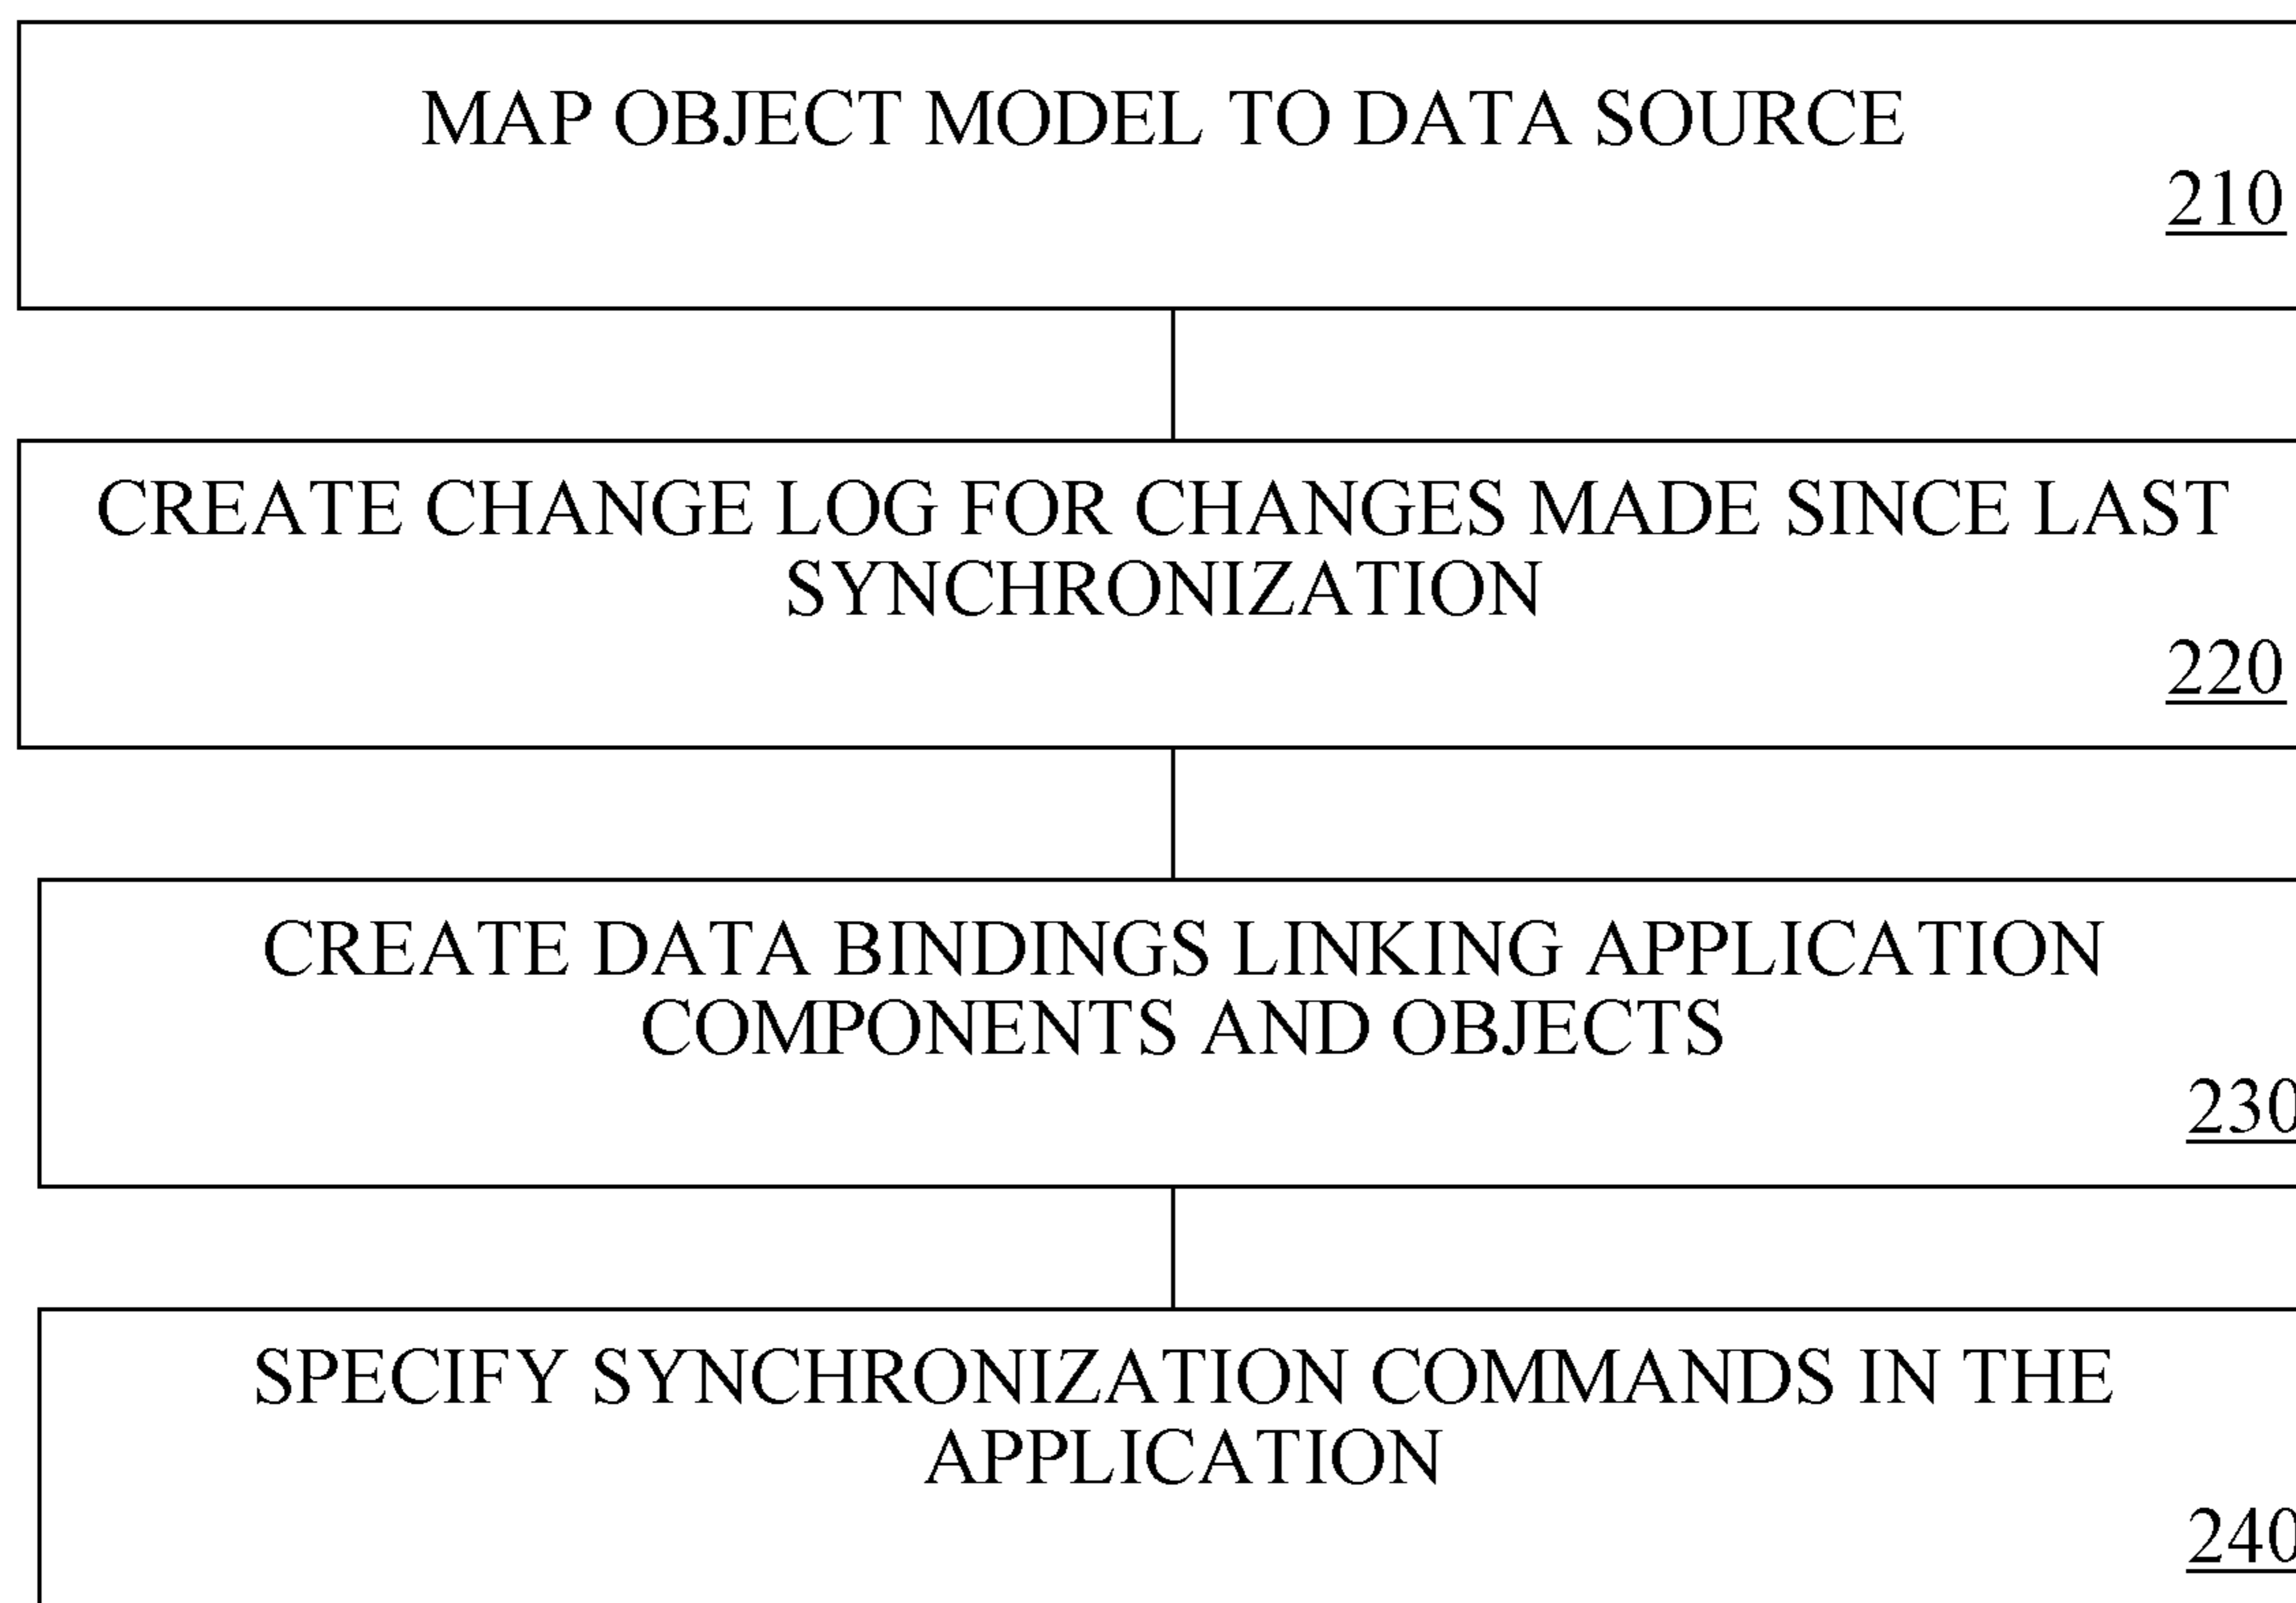 MAP OBJECT MODEL TO DATA SOURCE
210
CREATE CHANGE LOG FOR CHANGES MADE SINCE LAST
SYNCHRONIZATION
220
CREATE DATA BINDINGS LINKING APPLICATION
COMPONENTS AND OBJECTS
230
SPECIFY SYNCHRONIZATION COMMANDS IN THE
APPLICATION
240